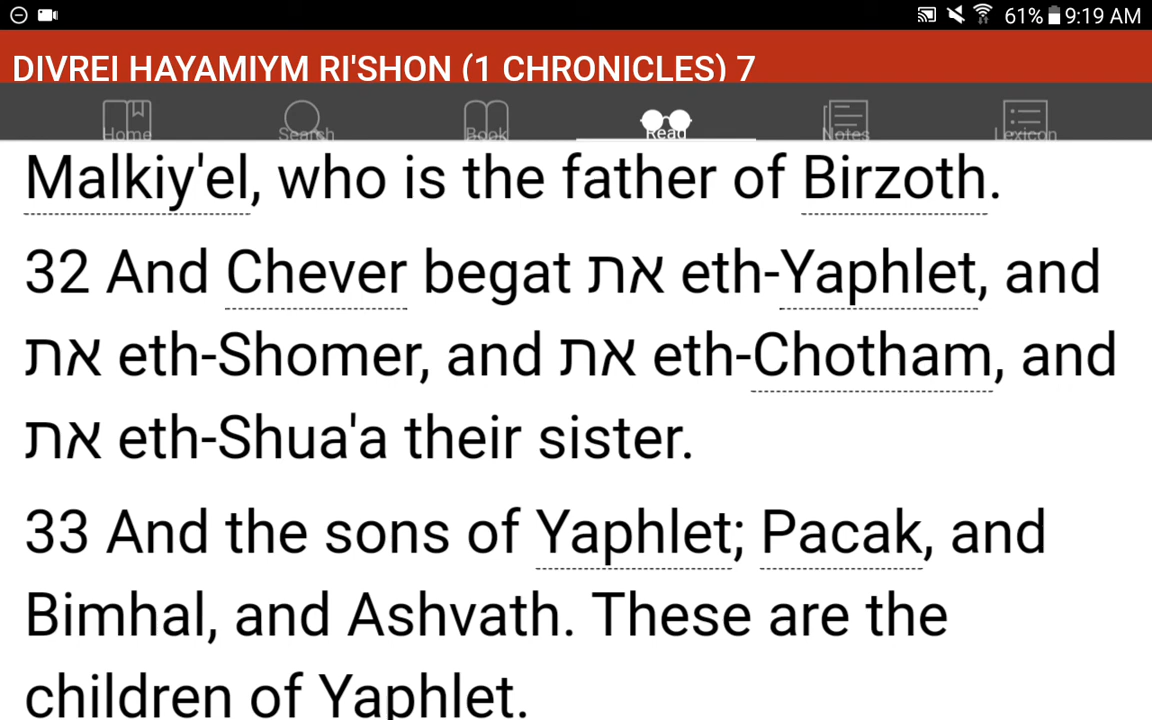 61% 9:19 AM
DIVREI HAYAMIYM RI'SHON (1 CHRONICLES) 7
Home Search Book Read Notes Lexicon
Malkiy'el, who is the father of Birzoth.
32 And Chever begat את eth-Yaphlet, and
את eth-Shomer, and את eth-Chotham, and
את eth-Shua'a their sister.
33 And the sons of Yaphlet; Pacak, and
Bimhal, and Ashvath. These are the
children of Yaphlet.